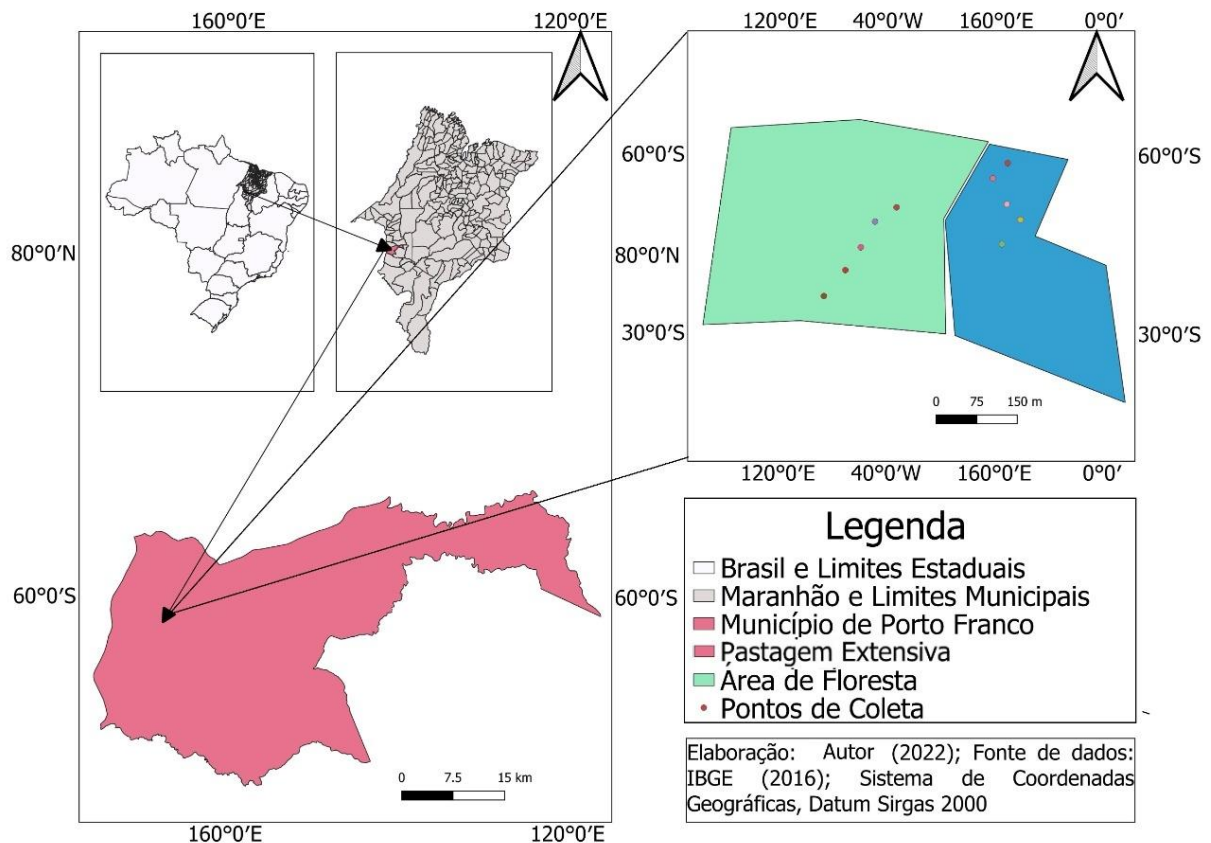 160°0′E
120°0′E
80°0′N
60°0′S
60°0′S
0 7.5 15 km
160°0′E
120°0′E
120°0′E 40°0′W 160°0′E 0°0′
60°0′S
60°0′S
80°0′N
30°0′S
30°0′S
0 75 150 m
120°0′E 40°0′W 160°0′E 0°0′
Legenda
Brasil e Limites Estaduais
Maranhão e Limites Municipais
Município de Porto Franco
Pastagem Extensiva
Área de Floresta
Pontos de Coleta
Elaboração: Autor (2022); Fonte de dados:
IBGE (2016); Sistema de Coordenadas
Geográficas, Datum Sirgas 2000